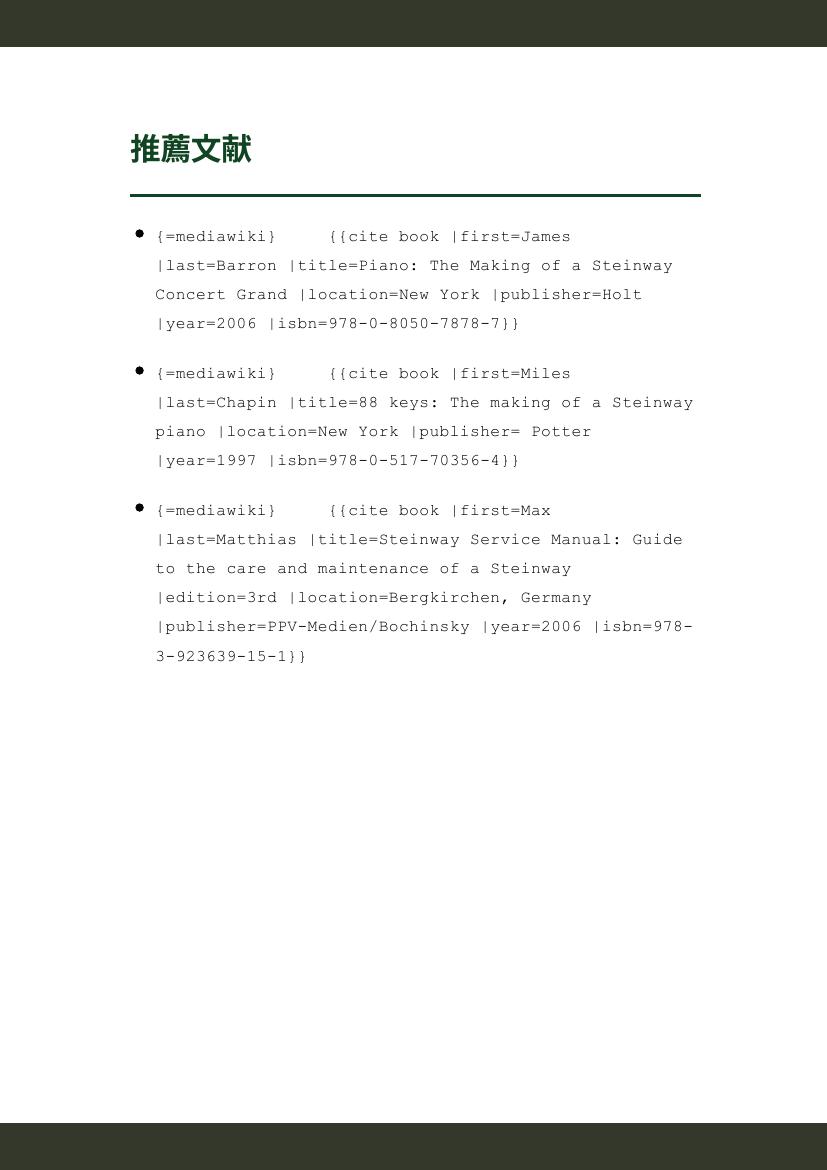 推薦文献
• {=mediawiki} {{cite book |first=James
|last=Barron |title=Piano: The Making of a Steinway
Concert Grand |location=New York |publisher=Holt
|year=2006 |isbn=978-0-8050-7878-7}}
• {=mediawiki} {{cite book |first=Miles
|last=Chapin |title=88 keys: The making of a Steinway
piano |location=New York |publisher= Potter
|year=1997 |isbn=978-0-517-70356-4}}
• {=mediawiki} {{cite book |first=Max
|last=Matthias |title=Steinway Service Manual: Guide
to the care and maintenance of a Steinway
|edition=3rd |location=Bergkirchen, Germany
|publisher=PPV-Medien/Bochinsky |year=2006 |isbn=978-
3-923639-15-1}}